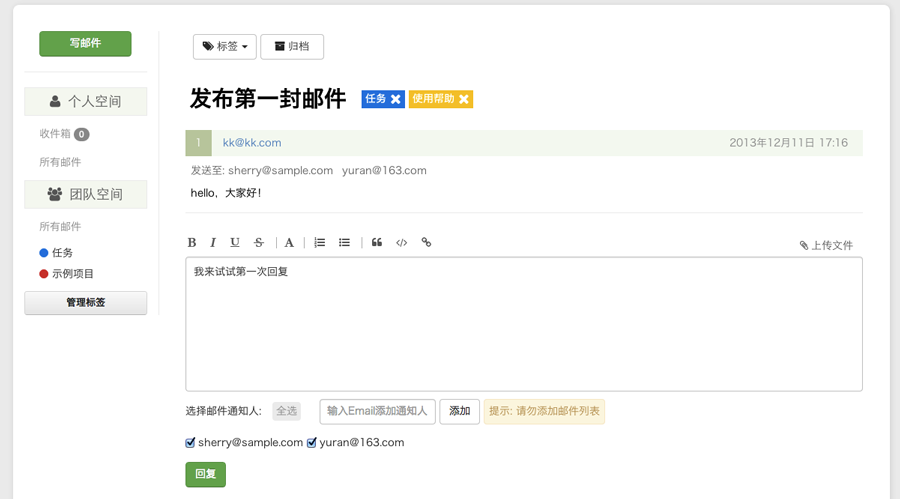 写邮件
个人空间
收件箱 0
所有邮件
团队空间
所有邮件
任务
示例项目
管理标签
标签 归档
发布第一封邮件 任务 使用帮助
1 kk@kk.com 2013年12月11日 17:16
发送至: sherry@sample.com yuran@163.com
hello，大家好！
B I U S A 上传文件
我来试试第一次回复
选择邮件通知人: 全选 输入Email添加通知人 添加 提示: 请勿添加邮件列表
sherry@sample.com yuran@163.com
回复